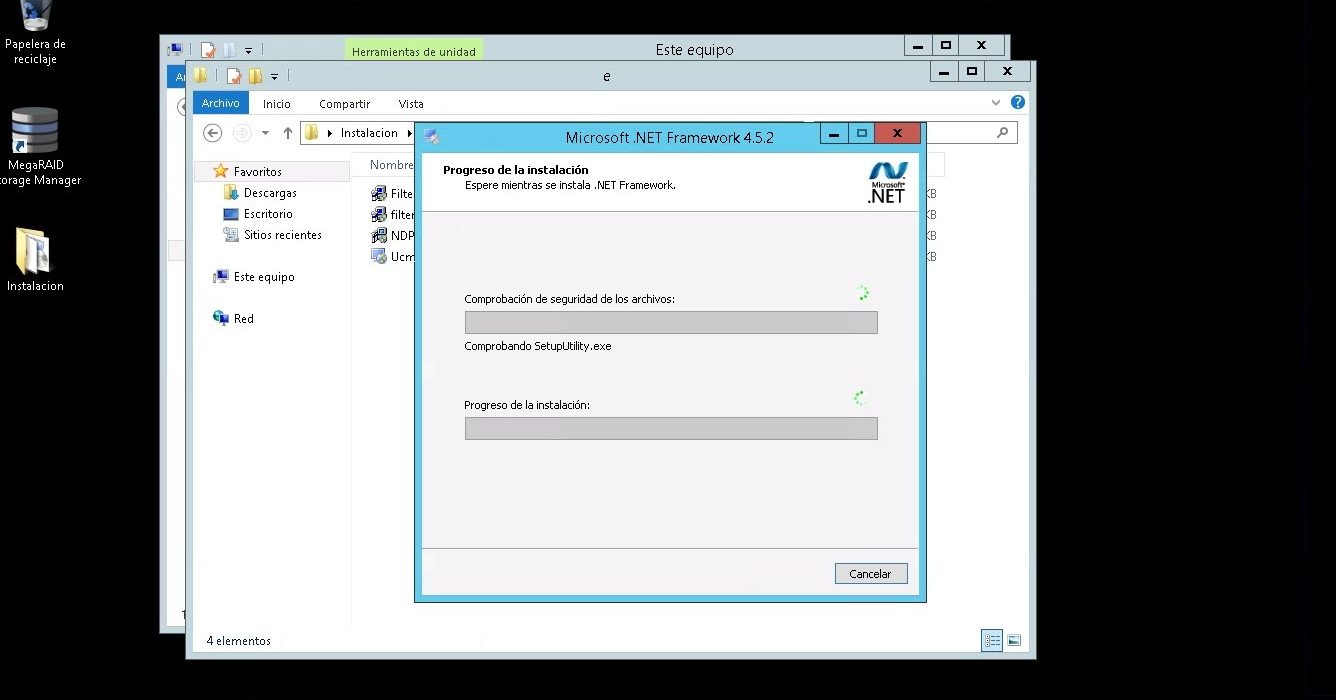 Papelera de
reciclaje
MegaRAID
torage Manager
Instalacion
Herramientas de unidad
Este equipo
e
Archivo
Inicio
Compartir
Vista
Instalacion
Favoritos
Descargas
Escritorio
Sitios recientes
Este equipo
Red
Nombre
Filte
filter
NDP
Ucm
KB
KB
KB
KB
Microsoft .NET Framework 4.5.2
Progreso de la instalación
Espere mientras se instala .NET Framework.
Microsoft®
.NET
Comprobación de seguridad de los archivos:
Comprobando SetupUtility.exe
Progreso de la instalación:
Cancelar
4 elementos